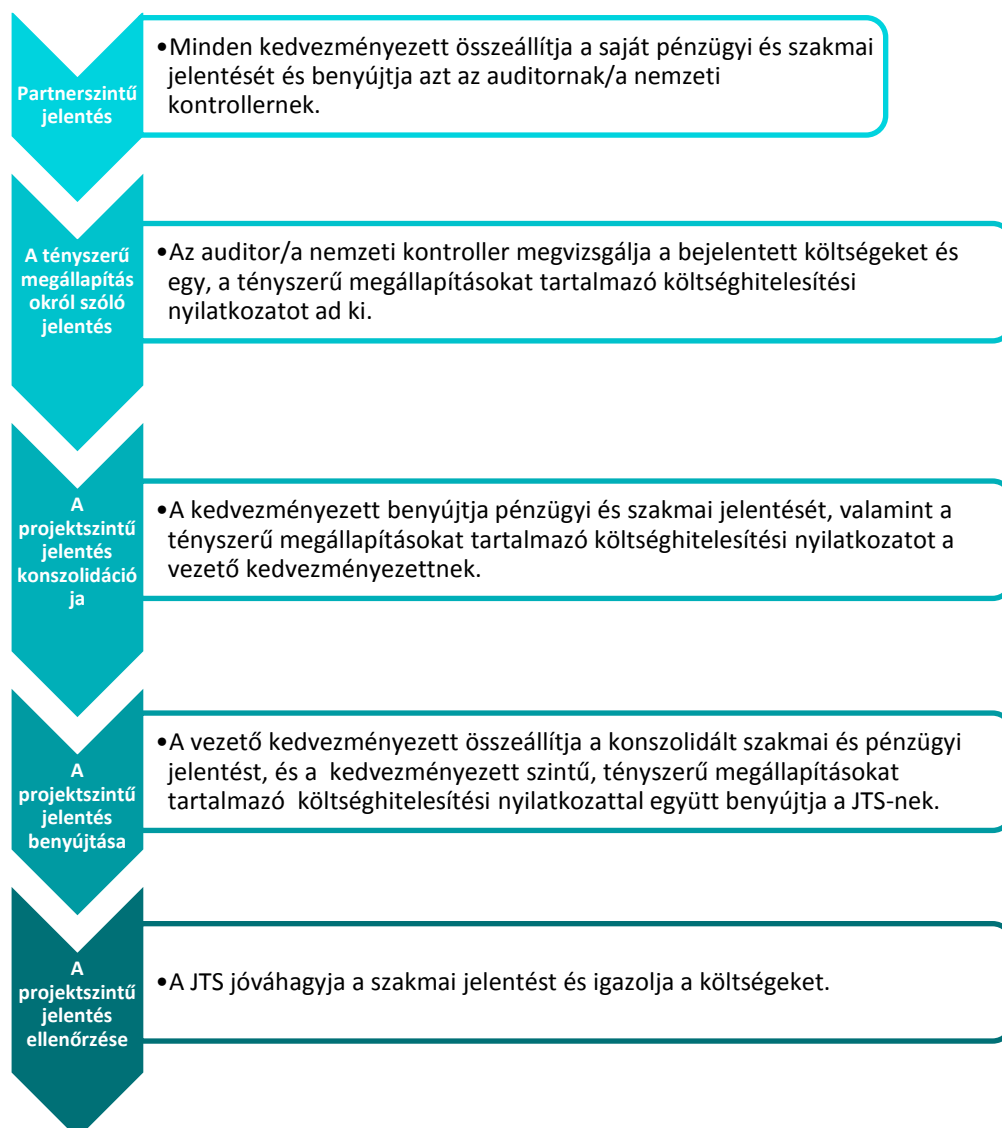 Partnerszintű
jelentés
•Minden kedvezményezett összeállítja a saját pénzügyi és szakmai
jelentését és benyújtja azt az auditornak/a nemzeti
kontrollernek.
A tényszerű
megállapítás
okról szóló
jelentés
•Az auditor/a nemzeti kontroller megvizsgálja a bejelentett költségeket és
egy, a tényszerű megállapításokat tartalmazó költséghitelesítési
nyilatkozatot ad ki.
A
projektszintű
jelentés
konszolidáció
ja
•A kedvezményezett benyújtja pénzügyi és szakmai jelentését, valamint a
tényszerű megállapításokat tartalmazó költséghitelesítési nyilatkozatot a
vezető kedvezményezettnek.
A
projektszintű
jelentés
benyújtása
•A vezető kedvezményezett összeállítja a konszolidált szakmai és pénzügyi
jelentést, és a kedvezményezett szintű, tényszerű megállapításokat
tartalmazó költséghitelesítési nyilatkozattal együtt benyújtja a JTS-nek.
A
projektszintű
jelentés
ellenőrzése
•A JTS jóváhagyja a szakmai jelentést és igazolja a költségeket.